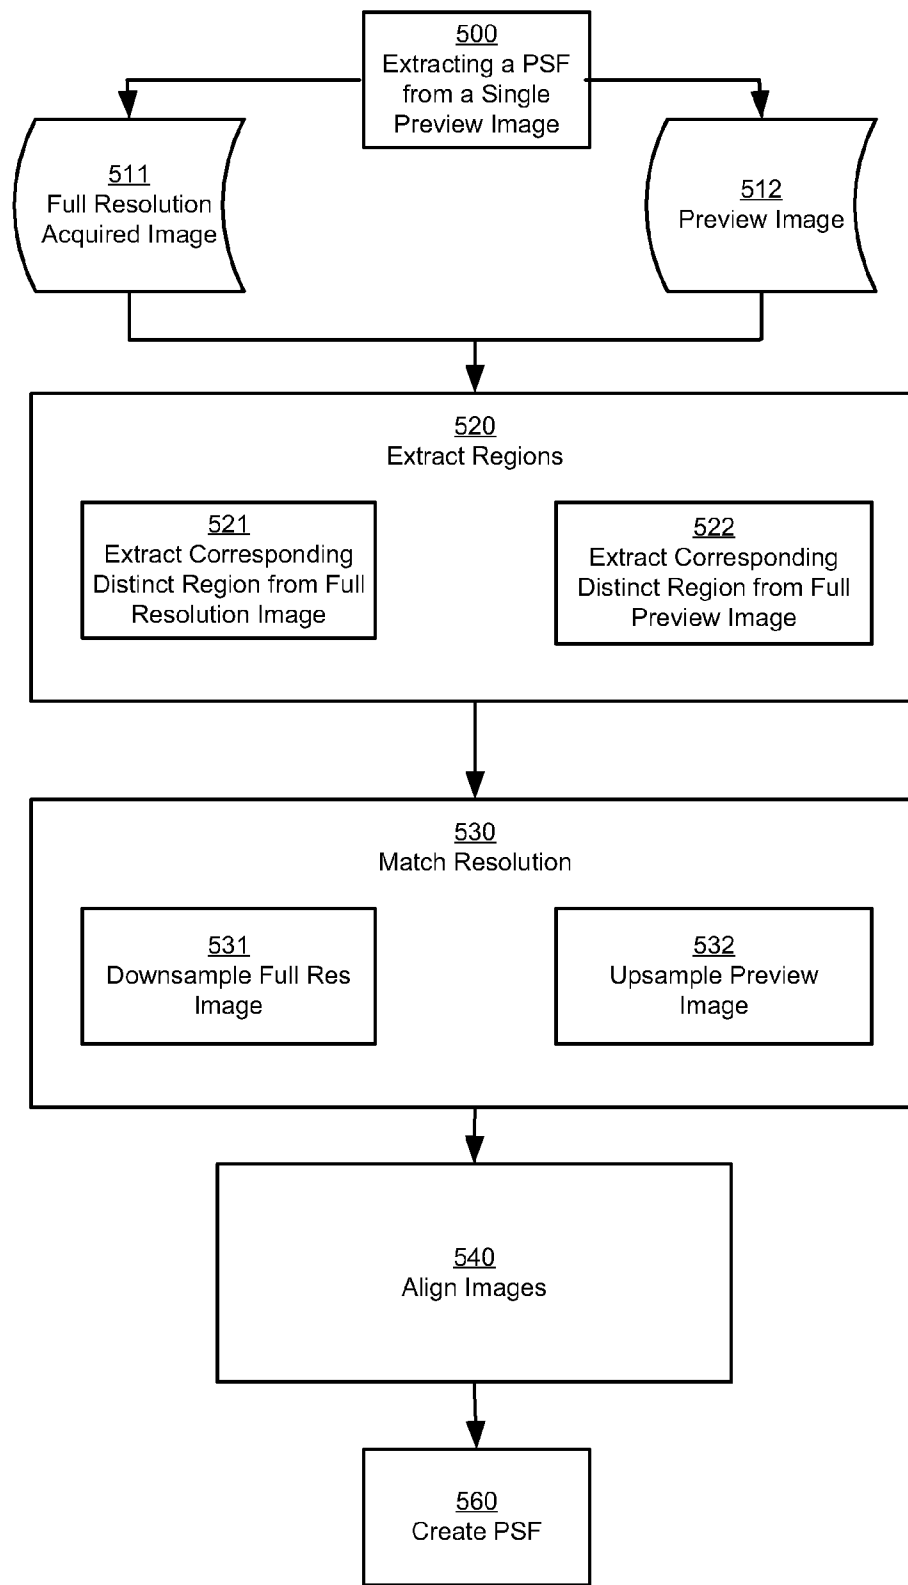 500
Extracting a PSF
from a Single
Preview Image
511
Full Resolution
Acquired Image
512
Preview Image
520
Extract Regions
521
Extract Corresponding
Distinct Region from Full
Resolution Image
522
Extract Corresponding
Distinct Region from Full
Preview Image
530
Match Resolution
531
Downsample Full Res
Image
532
Upsample Preview
Image
540
Align Images
560
Create PSF